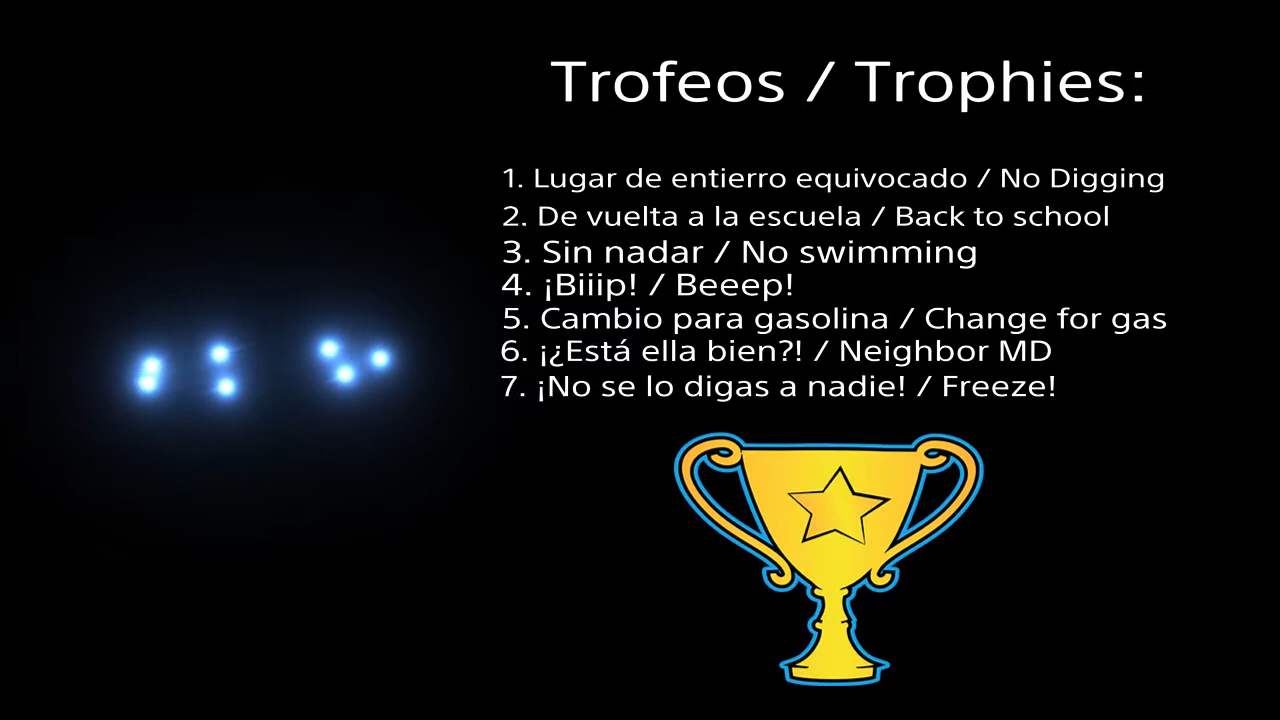 Trofeos / Trophies:
1. Lugar de entierro equivocado / No Digging
2. De vuelta a la escuela / Back to school
3. Sin nadar / No swimming
4. ¡Biiip! / Beeep!
5. Cambio para gasolina / Change for gas
6. ¡¿Está ella bien?! / Neighbor MD
7. ¡No se lo digas a nadie! / Freeze!